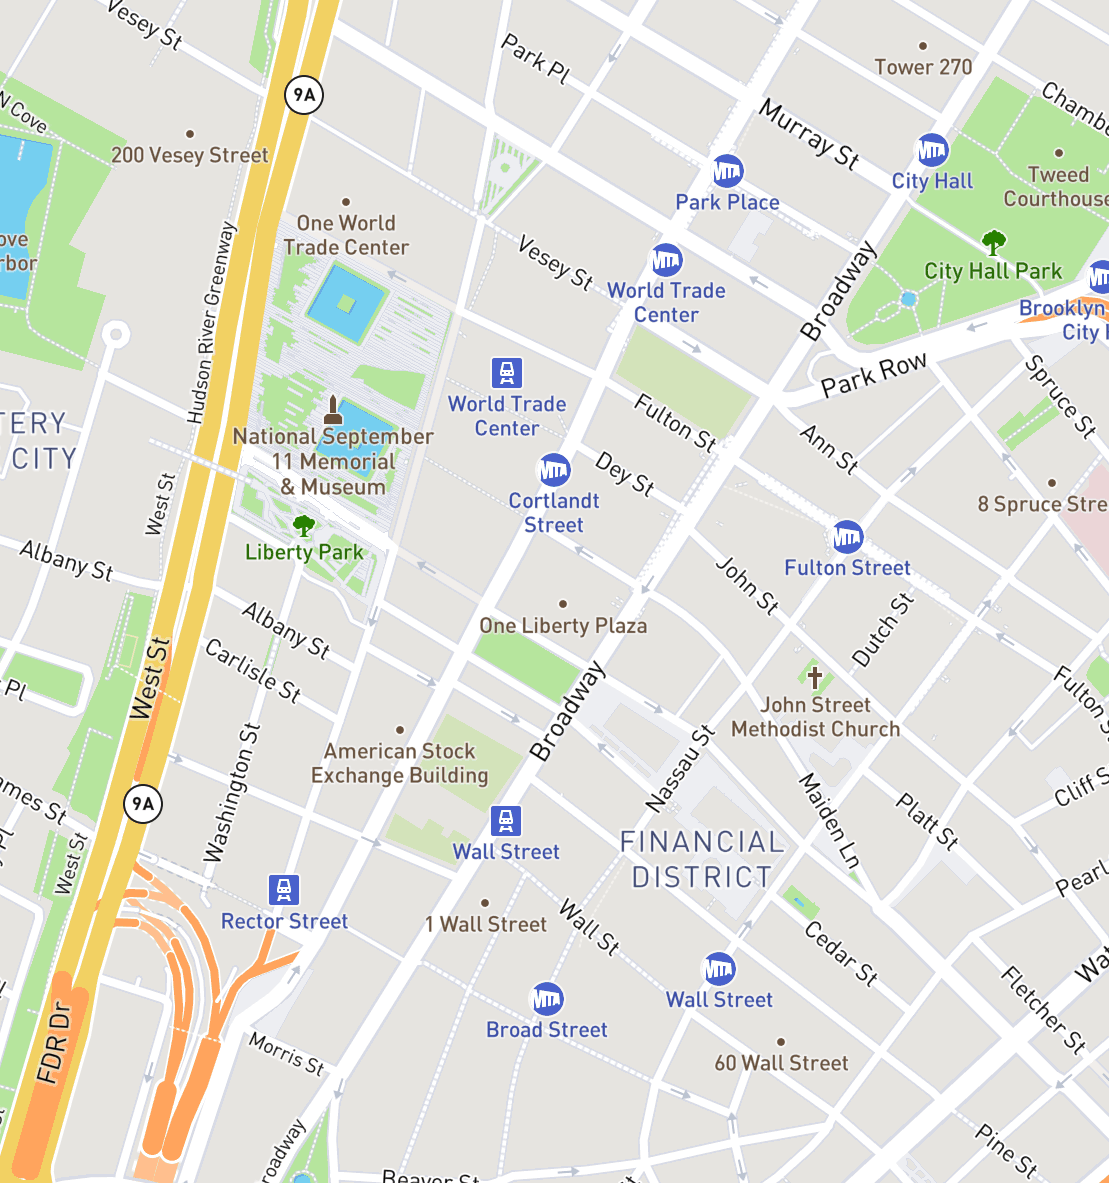 Vesey St
9A
Park Pl
Tower 270
N Cove
200 Vesey Street
Murray St
City Hall
Tweed
Courthouse
Park Place
One World
Trade Center
Hudson River Greenway
Vesey St
World Trade
Center
Broadway
City Hall Park
Brooklyn
City
Park Row
Spruce St
World Trade
Center
Fulton St
Ann St
National September
11 Memorial
& Museum
CITY
Dey St
Cortlandt
Street
8 Spruce
West St
Liberty Park
Albany St
Fulton Street
John St
Dutch St
Albany St
One Liberty Plaza
Carlisle St
West St
Pl
John Street
Methodist Church
Fulton
Broadway
American Stock
Exchange Building
Nassau St
Washington St
Maiden Ln
Cliff
Platt St
9A
St
Wall Street
FINANCIAL
DISTRICT
West St
Pearl
Rector Street
1 Wall Street
Wall St
Cedar St
Wall Street
Broad Street
Fletcher St
FDR Dr
Morris St
60 Wall Street
Pine St
Beaver St